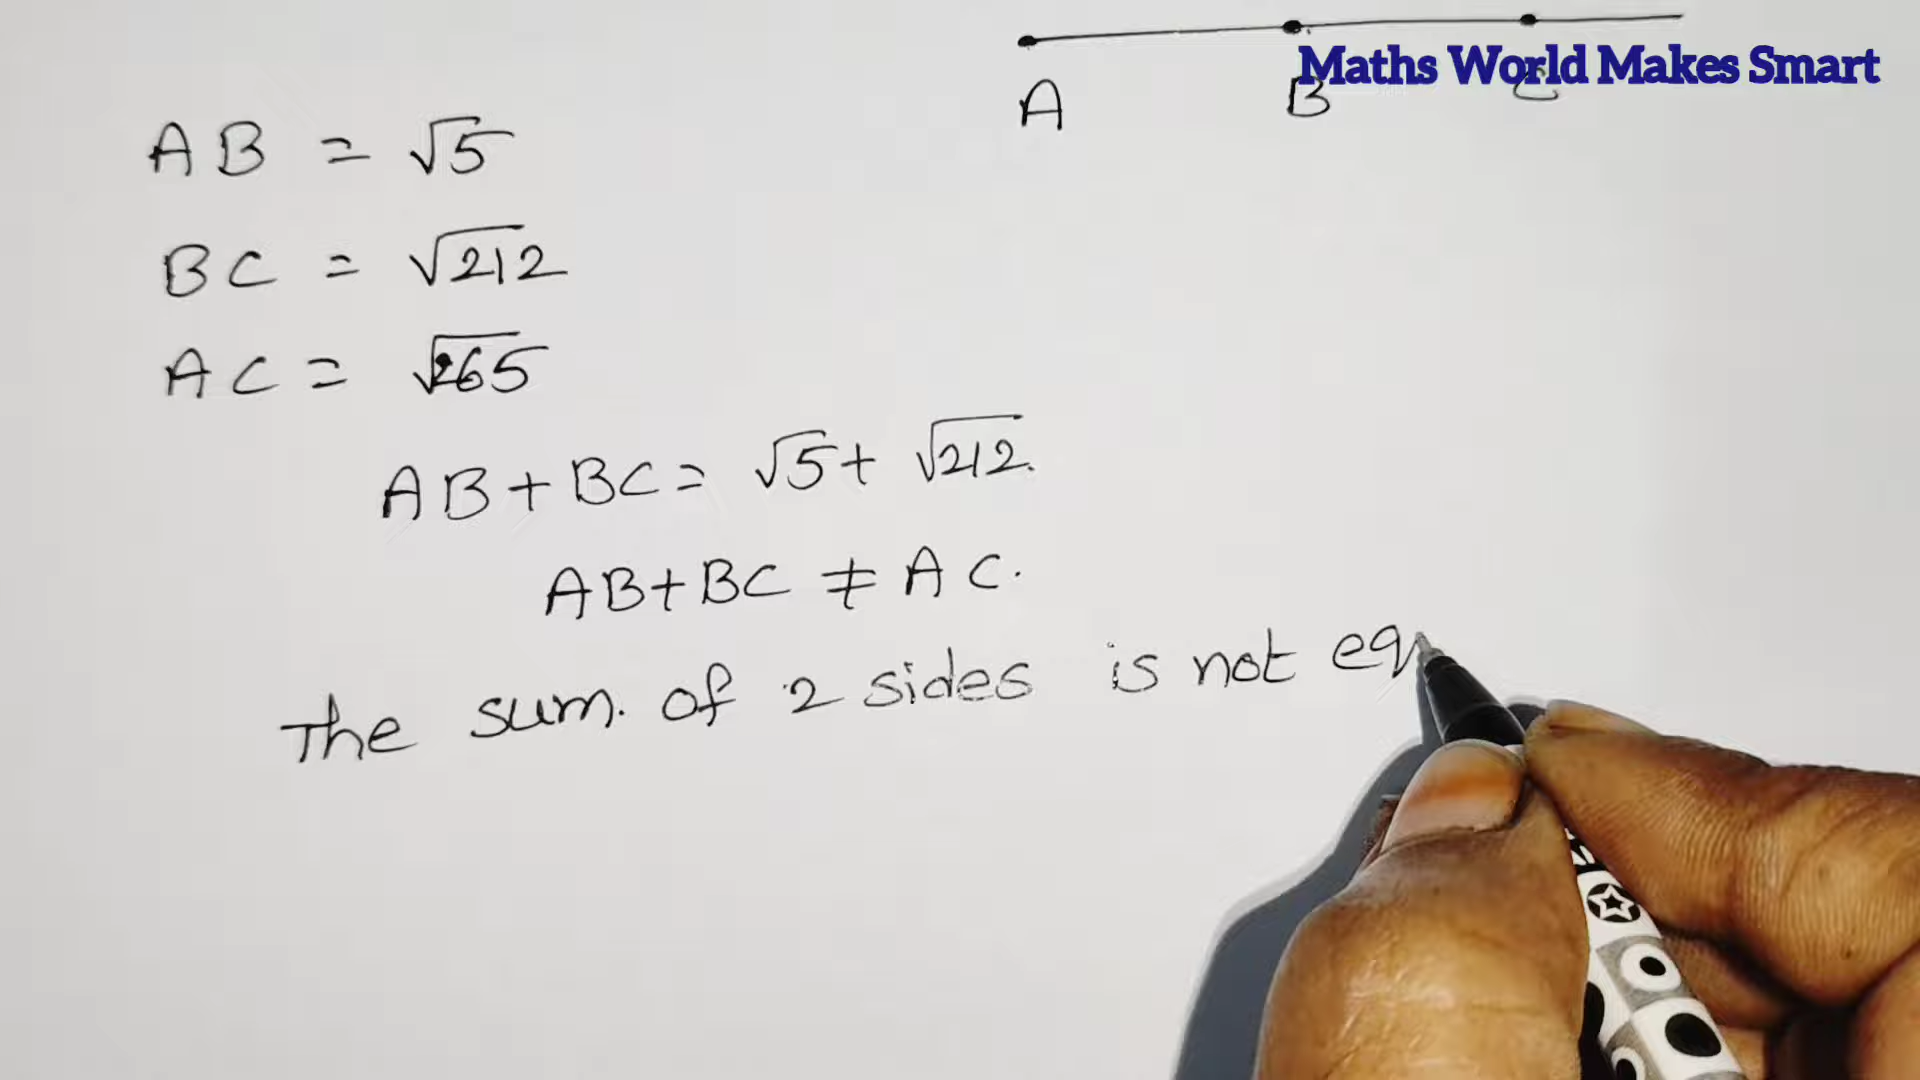 Maths World Makes Smart
A B C
AB = √5
BC = √212
AC = √265
AB + BC = √5 + √212.
AB + BC ≠ AC.
The sum. of 2 sides is not eq